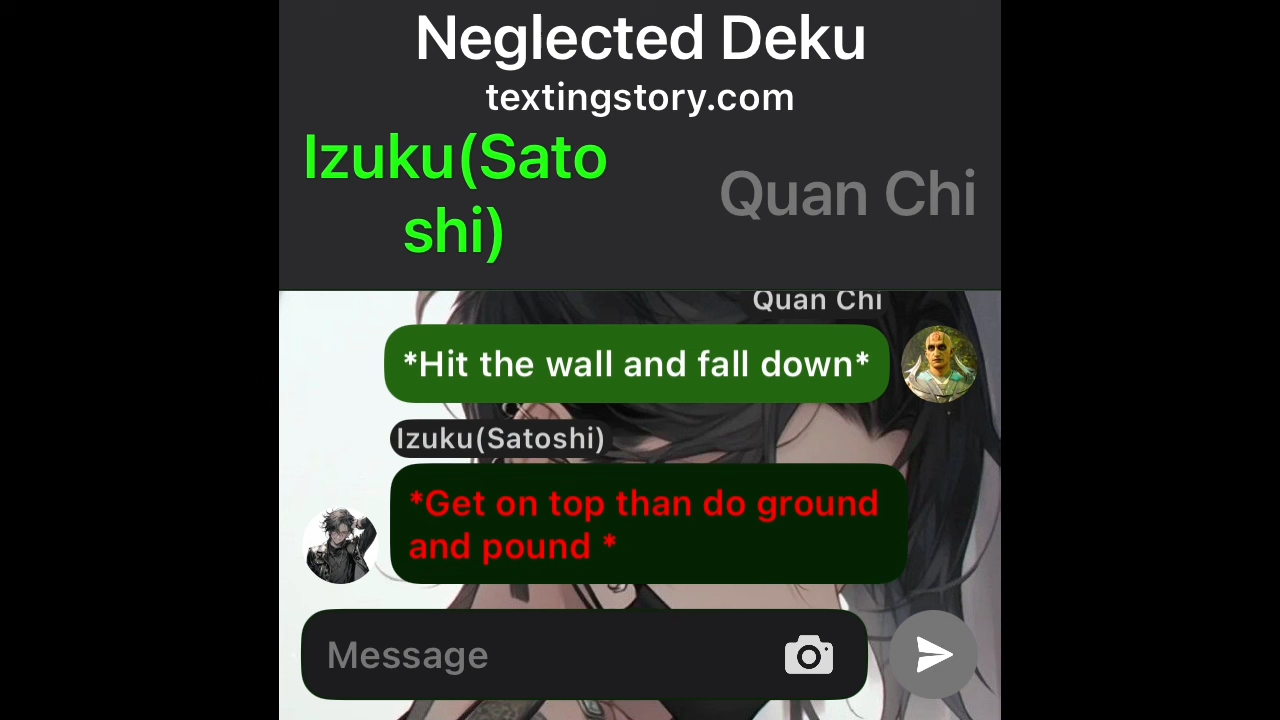 Neglected Deku
textingstory.com
Izuku(Sato
shi)
Quan Chi
Quan Chi
*Hit the wall and fall down*
Izuku(Satoshi)
*Get on top than do ground
and pound *
Message